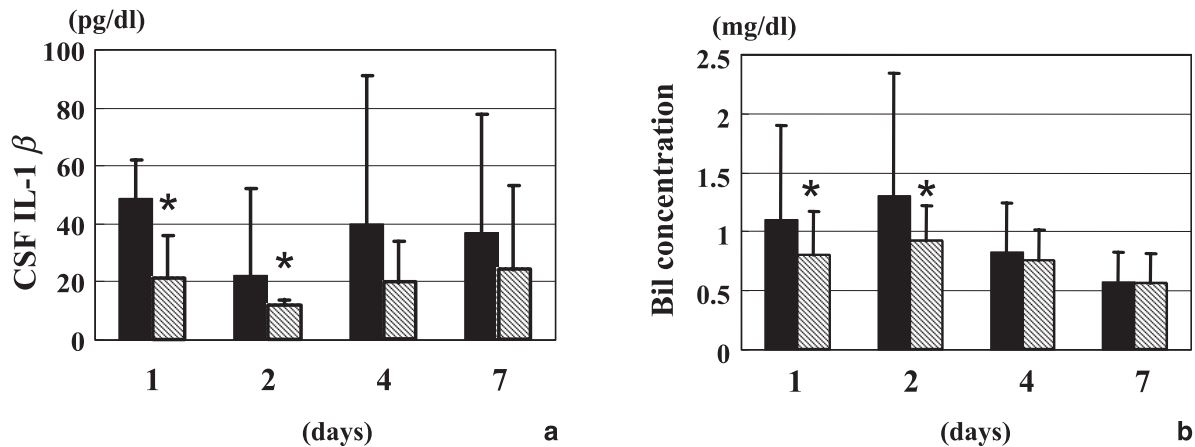 (pg/dl)
CSF IL-1 β
100
80
60
40
20
0
*
*
1 2 4 7
(days)
a
(mg/dl)
Bil concentration
2.5
2
1.5
1
0.5
0
*
*
1 2 4 7
(days)
b